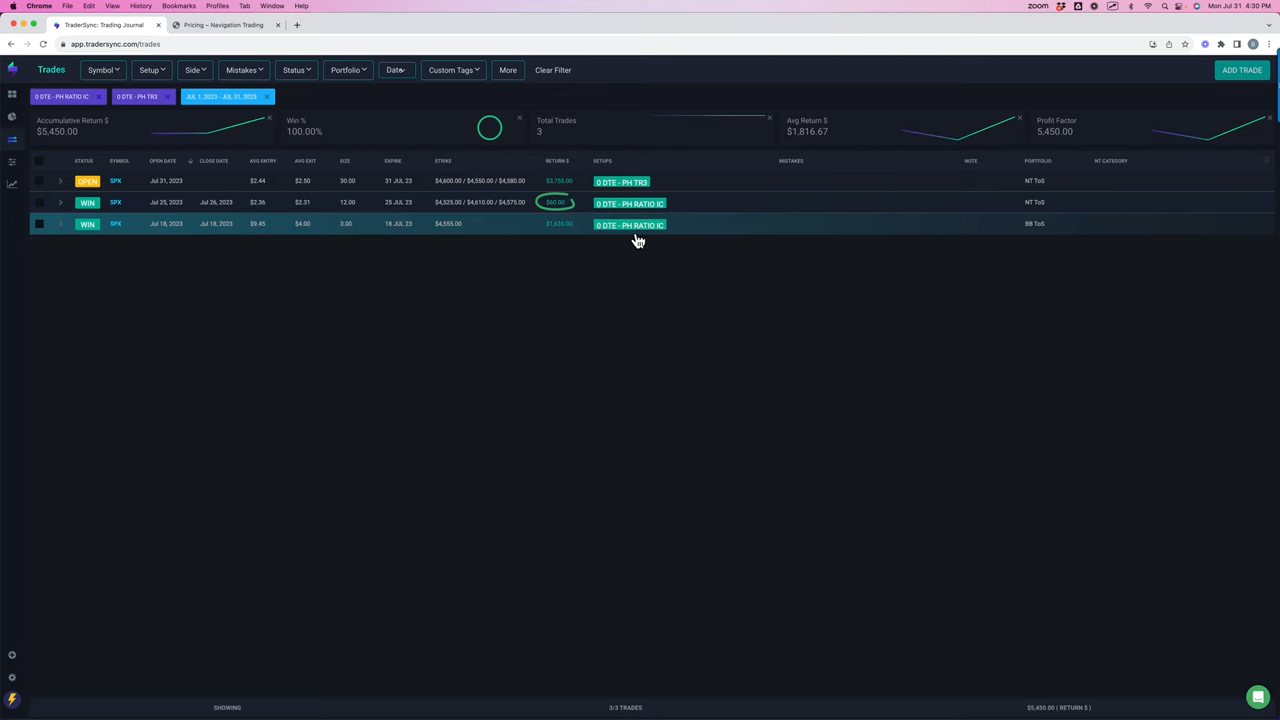 Chrome File Edit View History Bookmarks Profiles Tab Window Help zoom Mon Jul 31 4:30 PM
TraderSync: Trading Journal Pricing – Navigation Trading
app.tradersync.com/trades
Trades Symbol Setup Side Mistakes Status Portfolio Date Custom Tags More Clear Filter ADD TRADE
0 DTE - PH RATIO IC 0 DTE - PH TR3 JUL 1, 2023 - JUL 31, 2023
Accumulative Return $ Win % Total Trades Avg Return $ Profit Factor
$5,450.00 100.00% 3 $1,816.67 5,450.00
STATUS SYMBOL OPEN DATE CLOSE DATE AVG ENTRY AVG EXIT SIZE EXPIRE STRIKE RETURN $ SETUPS MISTAKES NOTE PORTFOLIO NT CATEGORY
OPEN SPX Jul 31, 2023 $2.44 $2.50 30.00 31 JUL 23 $4,600.00 / $4,550.00 / $4,580.00 $3,755.00 0 DTE - PH TR3 NT ToS
WIN SPX Jul 25, 2023 Jul 26, 2023 $2.36 $2.31 12.00 25 JUL 23 $4,525.00 / $4,610.00 / $4,575.00 $60.00 0 DTE - PH RATIO IC NT ToS
WIN SPX Jul 18, 2023 Jul 18, 2023 $9.45 $4.00 3.00 18 JUL 23 $4,555.00 $1,635.00 0 DTE - PH RATIO IC BB ToS
SHOWING 3/3 TRADES $5,450.00 ( RETURN $ )